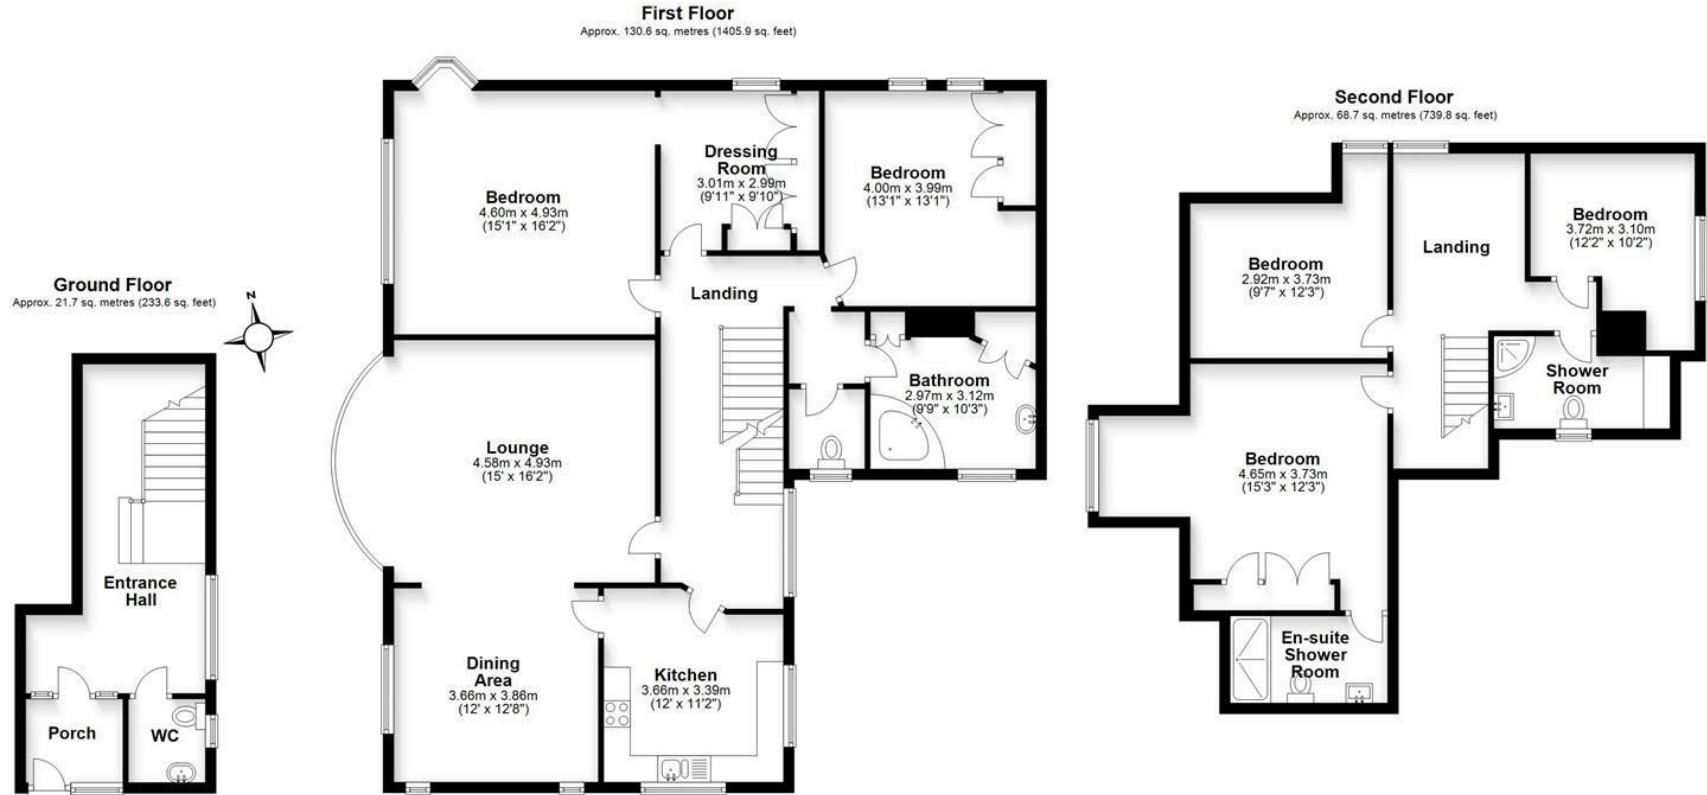 First Floor
Approx. 130.6 sq. metres (1405.9 sq. feet)
Bedroom
4.60m x 4.93m
(15'1" x 16'2")
Dressing
Room
3.01m x 2.99m
(9'11" x 9'10")
Bedroom
4.00m x 3.99m
(13'1" x 13'1")
Landing
Bathroom
2.97m x 3.12m
(9'9" x 10'3")
Lounge
4.58m x 4.93m
(15' x 16'2")
Dining
Area
3.66m x 3.86m
(12' x 12'8")
Kitchen
3.66m x 3.39m
(12' x 11'2")
Ground Floor
Approx. 21.7 sq. metres (233.6 sq. feet)
N
Entrance
Hall
Porch
WC
Second Floor
Approx. 68.7 sq. metres (739.8 sq. feet)
Bedroom
2.92m x 3.73m
(9'7" x 12'3")
Landing
Bedroom
3.72m x 3.10m
(12'2" x 10'2")
Shower
Room
Bedroom
4.65m x 3.73m
(15'3" x 12'3")
En-suite
Shower
Room